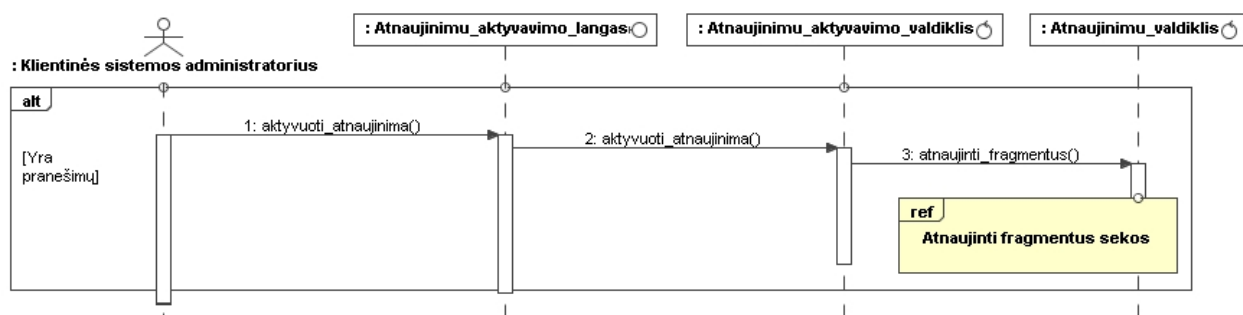 : Atnaujinimu_aktyvavimo_langas
: Atnaujinimu_aktyvavimo_valdiklis
: Atnaujinimu_valdiklis
: Klientinės sistemos administratorius
alt
1: aktyvuoti_atnaujinima()
2: aktyvuoti_atnaujinima()
[Yra
pranešimų]
3: atnaujinti_fragmentus()
ref
Atnaujinti fragmentus sekos